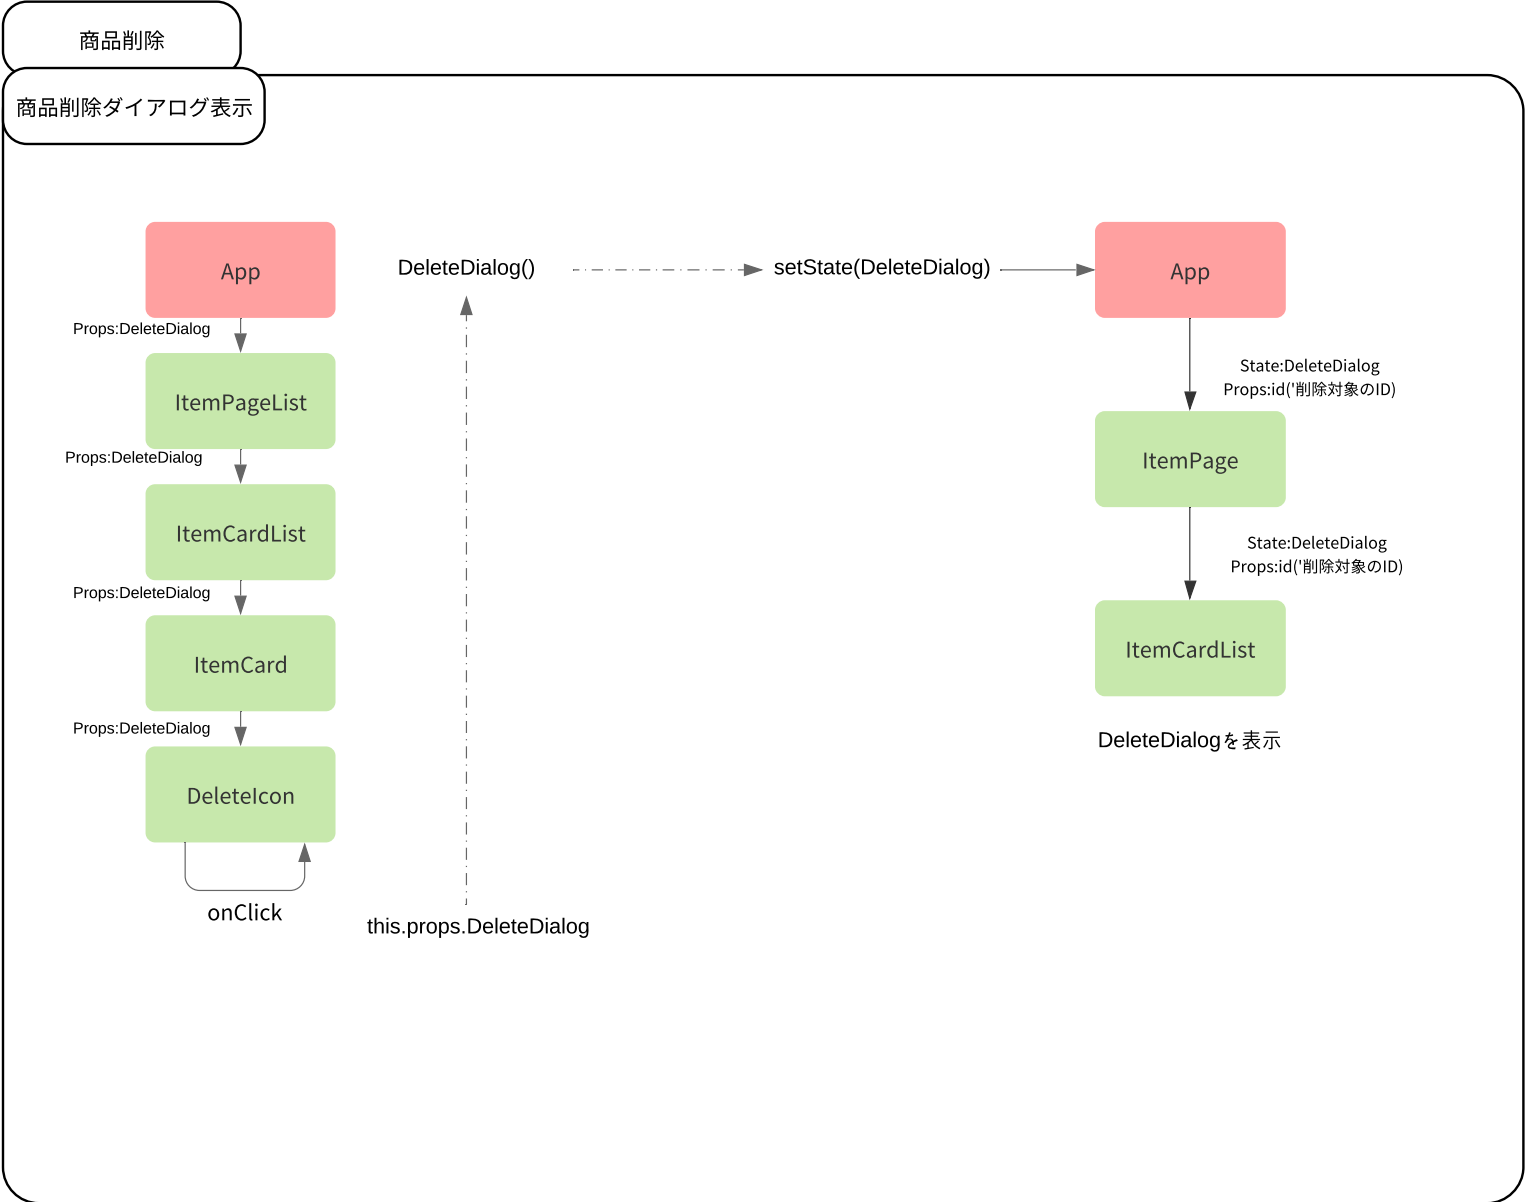 商品削除
商品削除ダイアログ表示
App
Props:DeleteDialog
ItemPageList
Props:DeleteDialog
ItemCardList
Props:DeleteDialog
ItemCard
Props:DeleteDialog
DeleteIcon
onClick
DeleteDialog()
this.props.DeleteDialog
setState(DeleteDialog)
App
State:DeleteDialog
Props:id('削除対象のID)
ItemPage
State:DeleteDialog
Props:id('削除対象のID)
ItemCardList
DeleteDialogを表示